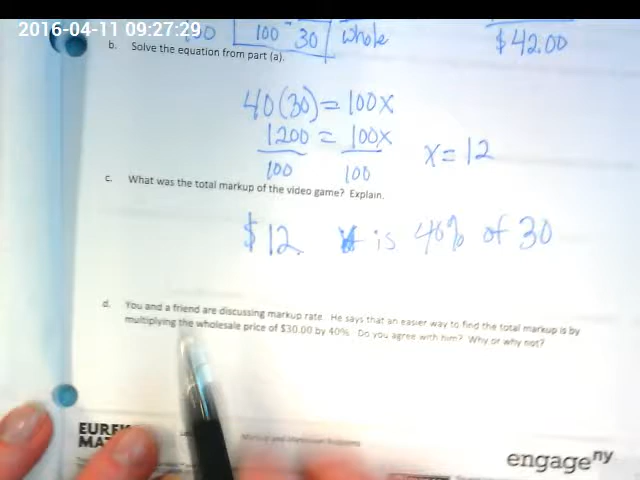 2016-04-11 09:27:29
100 - 30 whole
$42.00
b. Solve the equation from part (a).
40(30) = 100x
1200 = 100x
100 100
x = 12
c. What was the total markup of the video game? Explain.
$12 is 40% of 30
d. You and a friend are discussing markup rate. He says that an easier way to find the total markup is by
multiplying the wholesale price of $30.00 by 40%. Do you agree with him? Why or why not?
Markup and Markdown Problems
engage ny